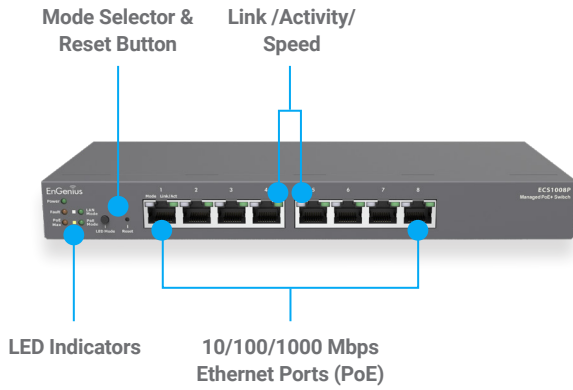 Mode Selector &
Reset Button
Link /Activity/
Speed
EnGenius
1 2 3 4 5 6 7 8
ECS1008P
Managed PoE+ Switch
Mode Link/Act
Power
Fault
LAN
Mode
PoE
Max
PoE
Mode
LED Mode
Reset
LED Indicators
10/100/1000 Mbps
Ethernet Ports (PoE)